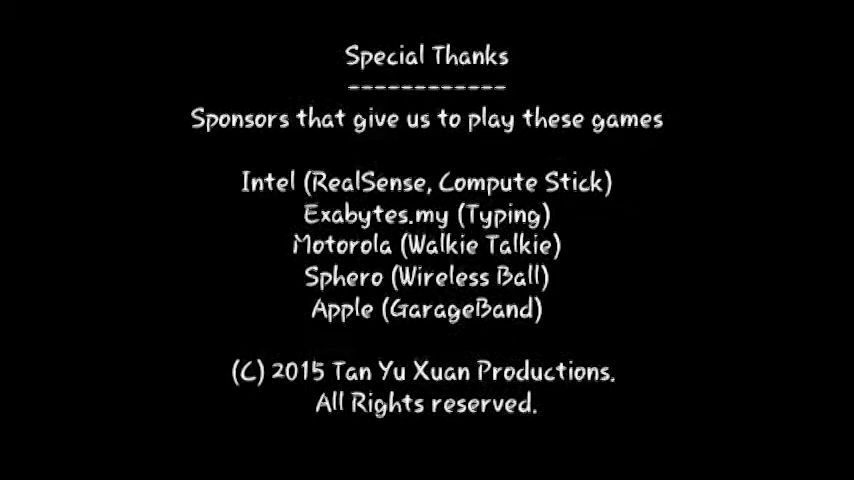 Special Thanks
------------
Sponsors that give us to play these games
Intel (RealSense, Compute Stick)
Exabytes.my (Typing)
Motorola (Walkie Talkie)
Sphero (Wireless Ball)
Apple (GarageBand)
(C) 2015 Tan Yu Xuan Productions.
All Rights reserved.